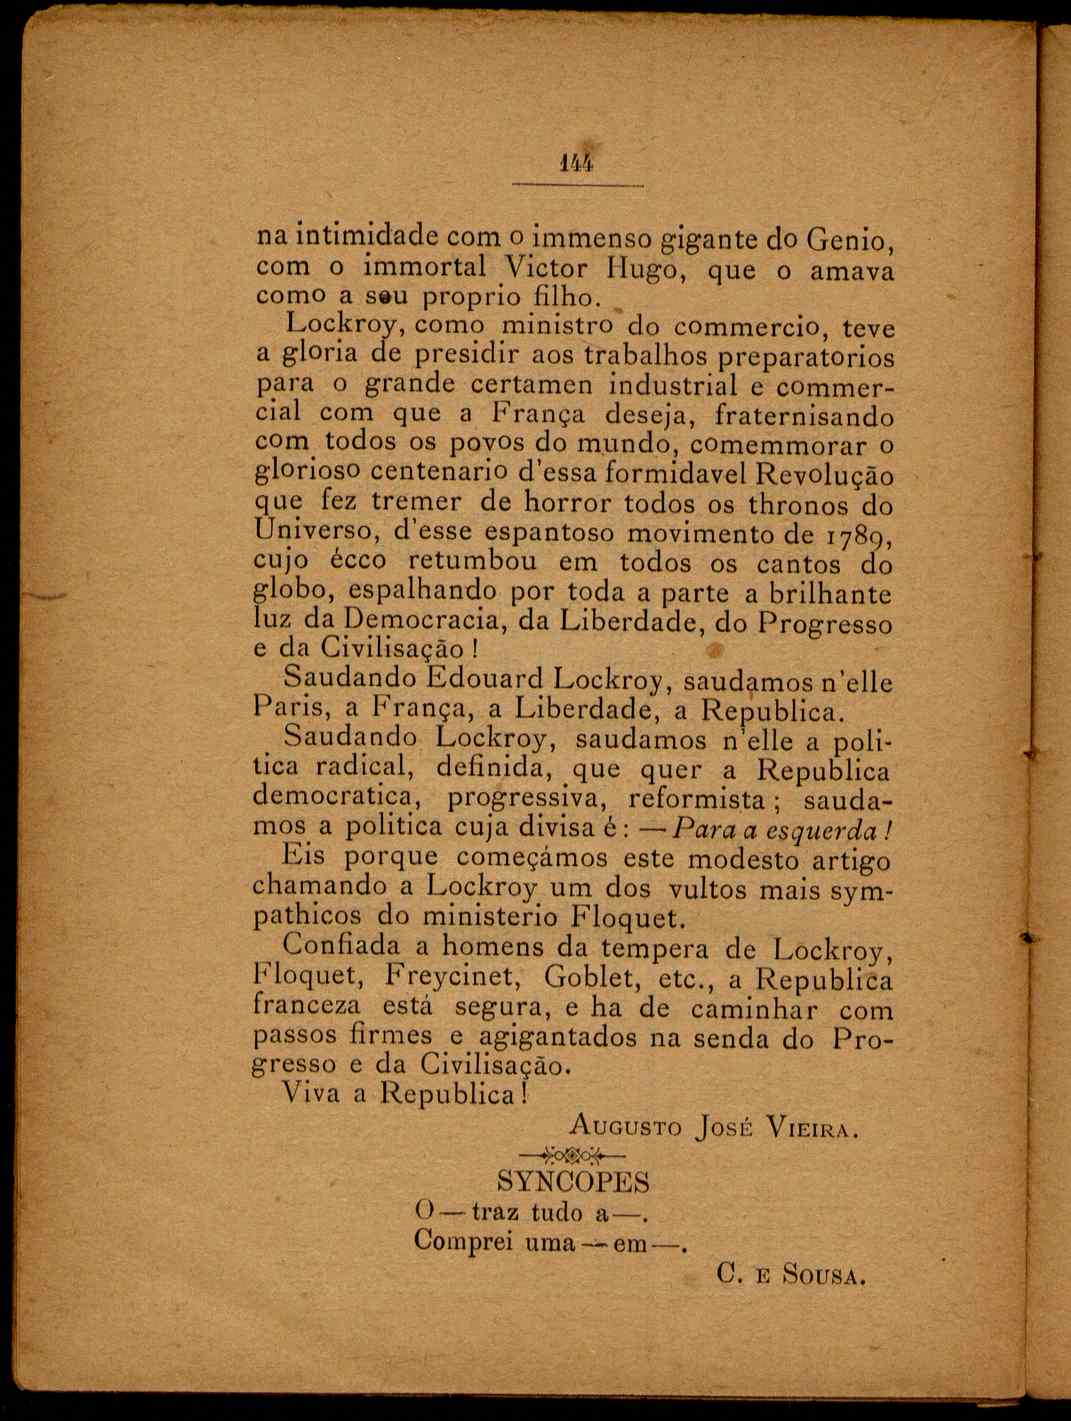 144
na intimidade com o immenso gigante do Genio,
com o immortal Victor Hugo, que o amava
como a seu proprio filho.
Lockroy, como ministro do commercio, teve
a gloria de presidir aos trabalhos preparatorios
para o grande certamen industrial e commer-
cial com que a França deseja, fraternisando
com todos os povos do mundo, comemmorar o
glorioso centenario d'essa formidavel Revolução
que fez tremer de horror todos os thronos do
Universo, d'esse espantoso movimento de 1789,
cujo écco retumbou em todos os cantos do
globo, espalhando por toda a parte a brilhante
luz da Democracia, da Liberdade, do Progresso
e da Civilisação !
Saudando Edouard Lockroy, saudamos n'elle
Paris, a França, a Liberdade, a Republica.
Saudando Lockroy, saudamos n'elle a poli-
tica radical, definida, que quer a Republica
democratica, progressiva, reformista ; sauda-
mos a politica cuja divisa é : — Para a esquerda !
Eis porque começámos este modesto artigo
chamando a Lockroy um dos vultos mais sym-
pathicos do ministerio Floquet.
Confiada a homens da tempera de Lockroy,
Floquet, Freycinet, Goblet, etc., a Republica
franceza está segura, e ha de caminhar com
passos firmes e agigantados na senda do Pro-
gresso e da Civilisação.
Viva a Republica !
AUGUSTO JOSÉ VIEIRA.
SYNCOPES
O — traz tudo a —.
Comprei uma — em —.
C. E SOUSA.